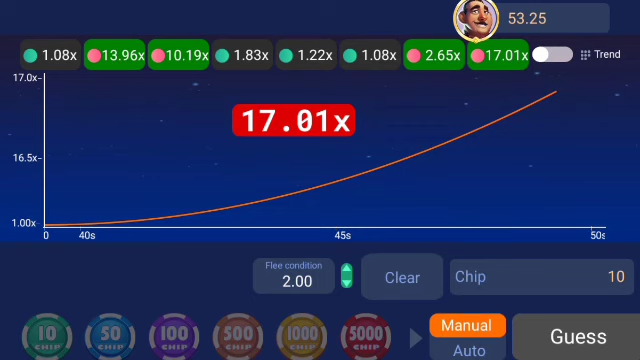 53.25
1.08x 13.96x 10.19x 1.83x 1.22x 1.08x 2.65x 17.01x Trend
17.0x
17.01x
16.5x
1.00x
0 40s 45s 50s
Flee condition
2.00
Clear
Chip 10
10 CHIP 50 CHIP 100 CHIP 500 CHIP 1000 CHIP 5000 CHIP
Manual
Auto
Guess